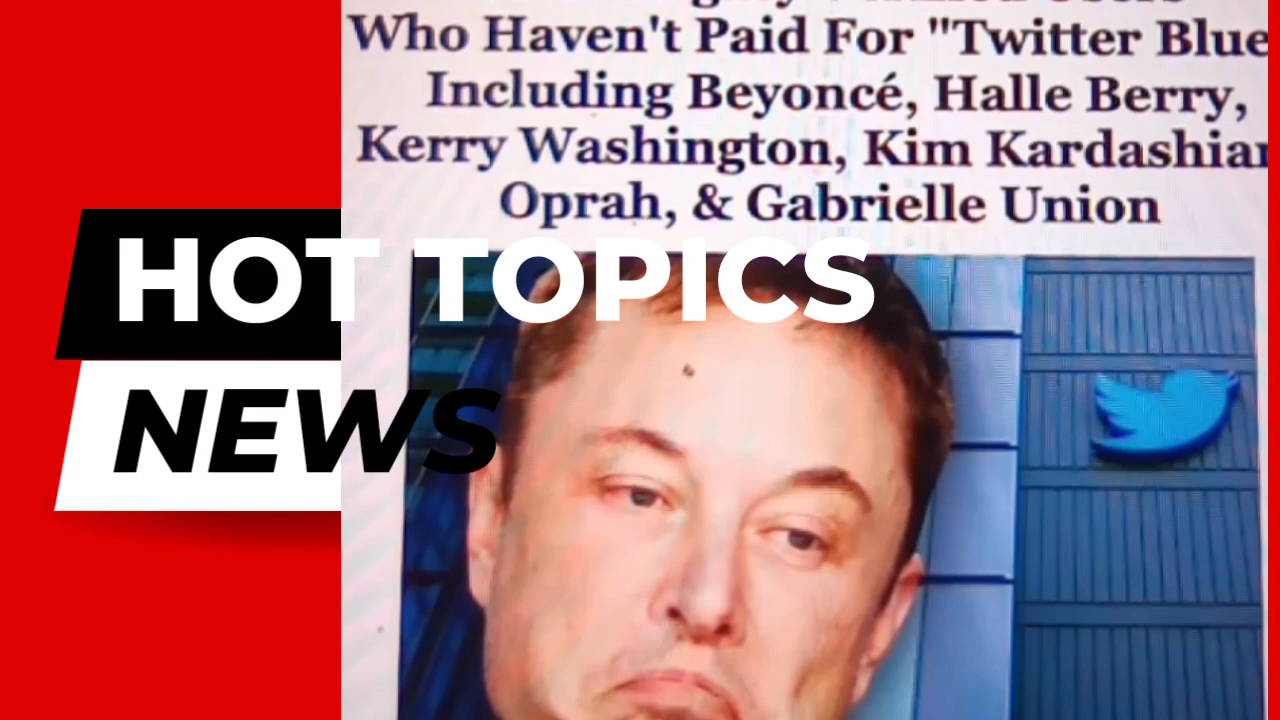 Who Haven't Paid For "Twitter Blue
Including Beyoncé, Halle Berry,
Kerry Washington, Kim Kardashian
Oprah, & Gabrielle Union
HOT TOPICS
NEWS